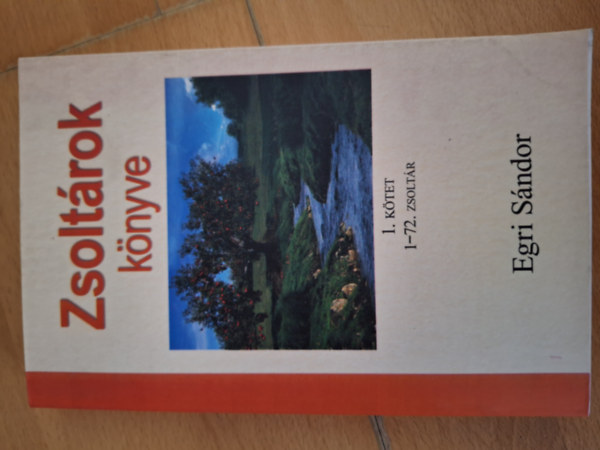 Zsoltárok
könyve
1. KÖTET
1–72. ZSOLTÁR
Egri Sándor